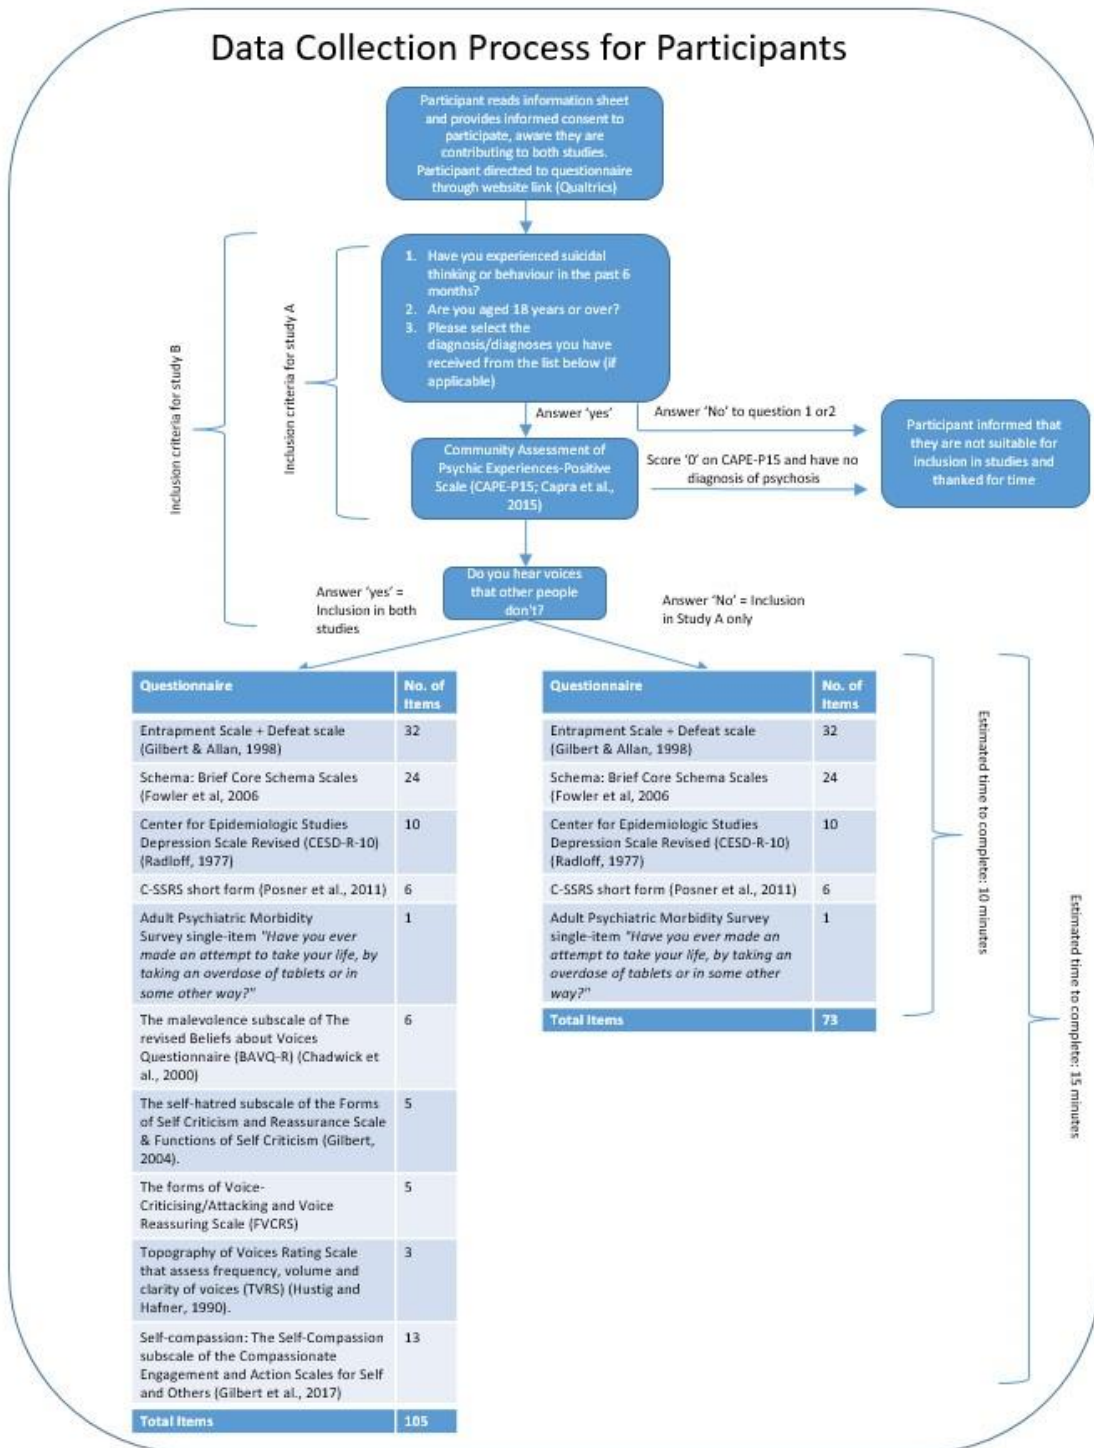 Data Collection Process for Participants
Participant reads information sheet
and provides informed consent to
participate, aware they are
contributing to both studies.
Participant directed to questionnaire
through website link (Qualtrics)
Inclusion criteria for study B
Inclusion criteria for study A
1. Have you experienced suicidal
thinking or behaviour in the past 6
months?
2. Are you aged 18 years or over?
3. Please select the
diagnosis/diagnoses you have
received from the list below (if
applicable)
Answer ‘yes’
Answer ‘No’ to question 1 or2
Participant informed that
they are not suitable for
inclusion in studies and
thanked for time
Community Assessment of
Psychic Experiences-Positive
Scale (CAPE-P15; Capra et al.,
2015)
Score ‘0’ on CAPE-P15 and have no
diagnosis of psychosis
Do you hear voices
that other people
don't?
Answer ‘yes’ =
Inclusion in both
studies
Answer ‘No’ = Inclusion
in Study A only
Questionnaire No. of
Items
Entrapment Scale + Defeat scale 32
(Gilbert & Allan, 1998)
Schema: Brief Core Schema Scales 24
(Fowler et al, 2006
Center for Epidemiologic Studies 10
Depression Scale Revised (CESD-R-10)
(Radloff, 1977)
C-SSRS short form (Posner et al., 2011) 6
Adult Psychiatric Morbidity 1
Survey single-item "Have you ever
made an attempt to take your life, by
taking an overdose of tablets or in
some other way?"
The malevolence subscale of The 6
revised Beliefs about Voices
Questionnaire (BAVQ-R) (Chadwick et
al., 2000)
The self-hatred subscale of the Forms 5
of Self Criticism and Reassurance Scale
& Functions of Self Criticism (Gilbert,
2004).
The forms of Voice- 5
Criticising/Attacking and Voice
Reassuring Scale (FVCRS)
Topography of Voices Rating Scale 3
that assess frequency, volume and
clarity of voices (TVRS) (Hustig and
Hafner, 1990).
Self-compassion: The Self-Compassion 13
subscale of the Compassionate
Engagement and Action Scales for Self
and Others (Gilbert et al., 2017)
Total Items 105
Questionnaire No. of
Items
Entrapment Scale + Defeat scale 32
(Gilbert & Allan, 1998)
Schema: Brief Core Schema Scales 24
(Fowler et al, 2006
Center for Epidemiologic Studies 10
Depression Scale Revised (CESD-R-10)
(Radloff, 1977)
C-SSRS short form (Posner et al., 2011) 6
Adult Psychiatric Morbidity Survey 1
single-item "Have you ever made an
attempt to take your life, by taking an
overdose of tablets or in some other
way?"
Total Items 73
Estimated time to complete: 10 minutes
Estimated time to complete: 15 minutes